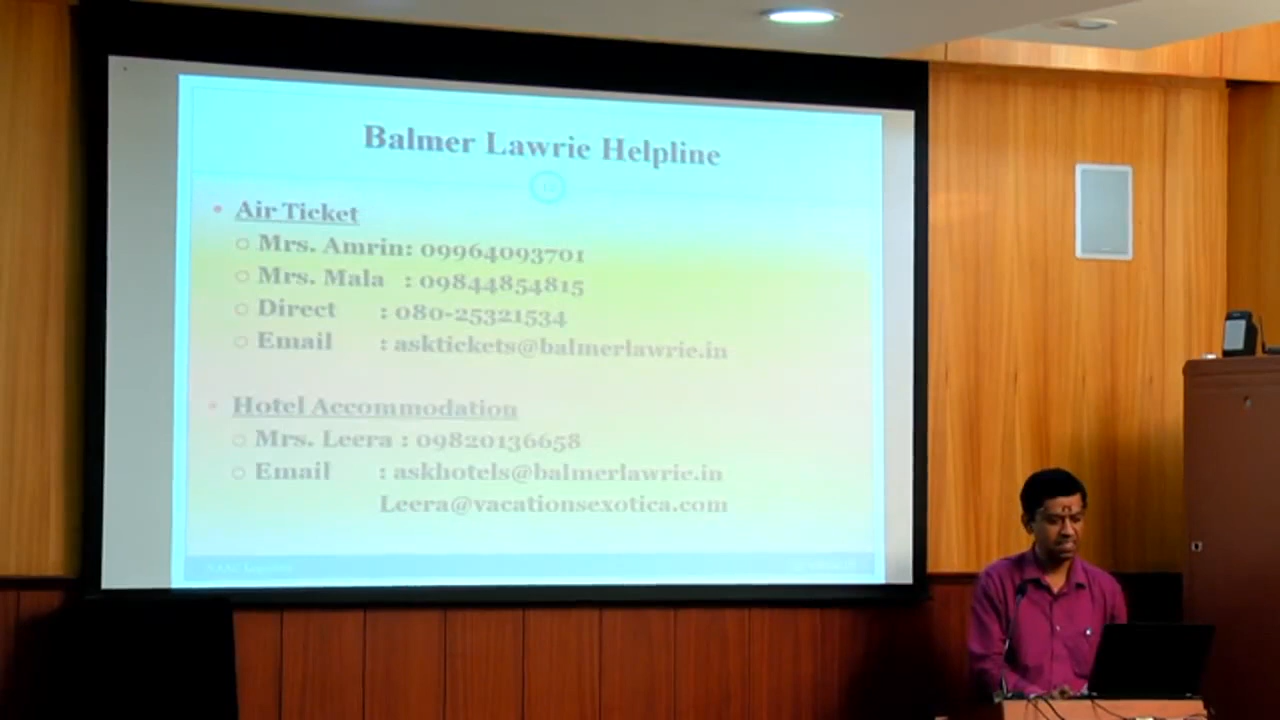 Balmer Lawrie Helpline
Air Ticket
Mrs. Amrin: 09964093701
Mrs. Mala : 09844854815
Direct : 080-25321534
Email : asktickets@balmerlawrie.in
Hotel Accommodation
Mrs. Leera : 09820136658
Email : askhotels@balmerlawrie.in
Leera@vacationsexotica.com